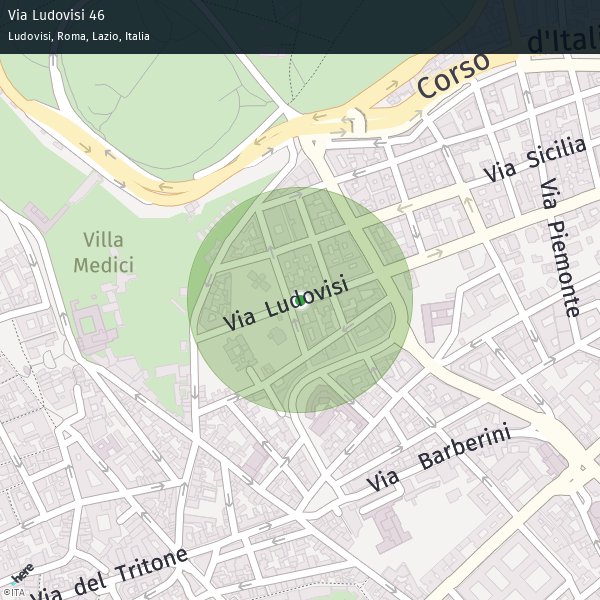 Via Ludovisi 46
Ludovisi, Roma, Lazio, Italia
d'Itali
Corso
Via Sicilia
Via Piemonte
Villa
Medici
Via Ludovisi
Via Barberini
Via del Tritone
here
©ITA